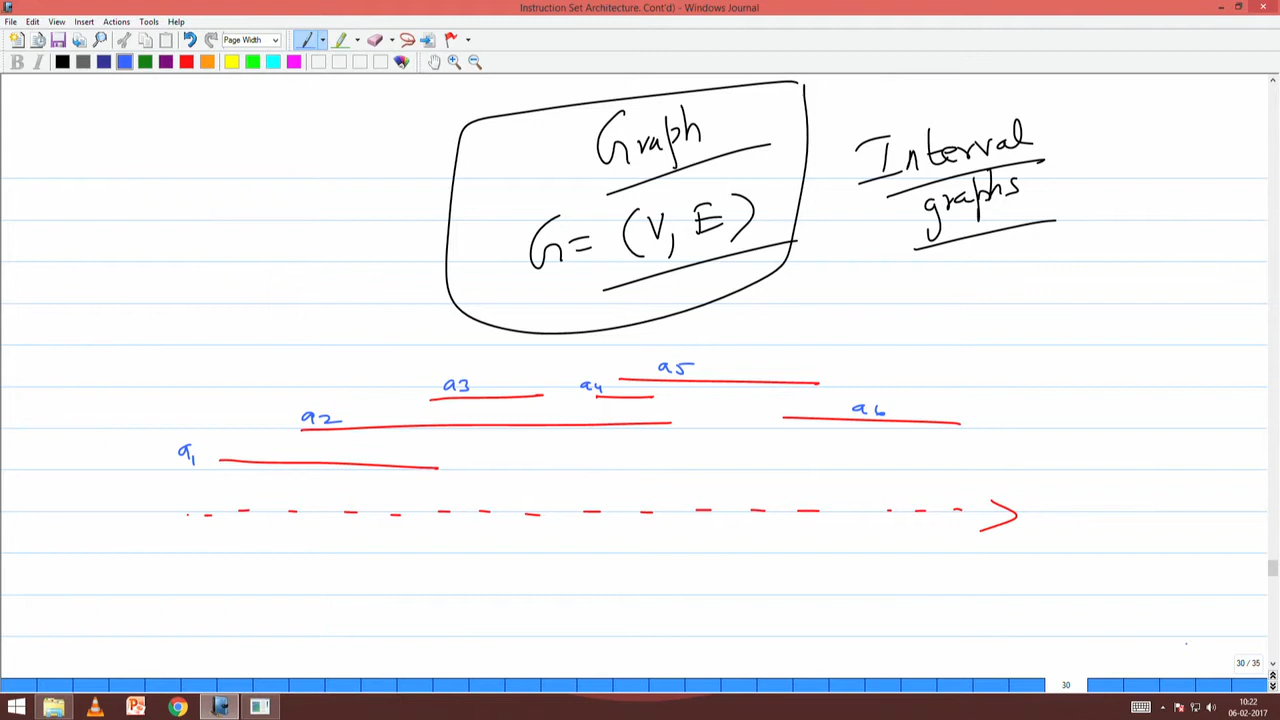 Instruction Set Architecture. Cont'd) - Windows Journal
File Edit View Insert Actions Tools Help
Page Width
B I
Graph
G = (V, E)
Interval
graphs
a5
a3
a4
a2
a6
a1
30 / 35
30
10:22
06-02-2017